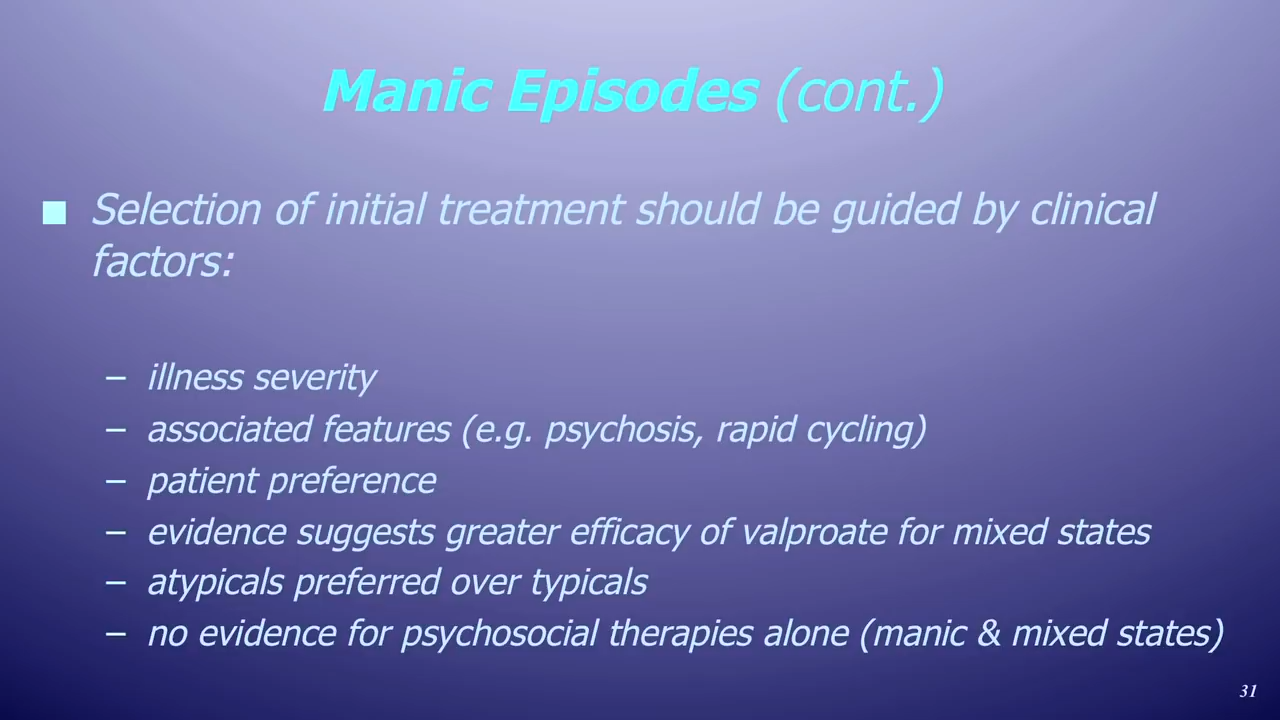 Manic Episodes (cont.)
■ Selection of initial treatment should be guided by clinical
factors:
– illness severity
– associated features (e.g. psychosis, rapid cycling)
– patient preference
– evidence suggests greater efficacy of valproate for mixed states
– atypicals preferred over typicals
– no evidence for psychosocial therapies alone (manic & mixed states)
31